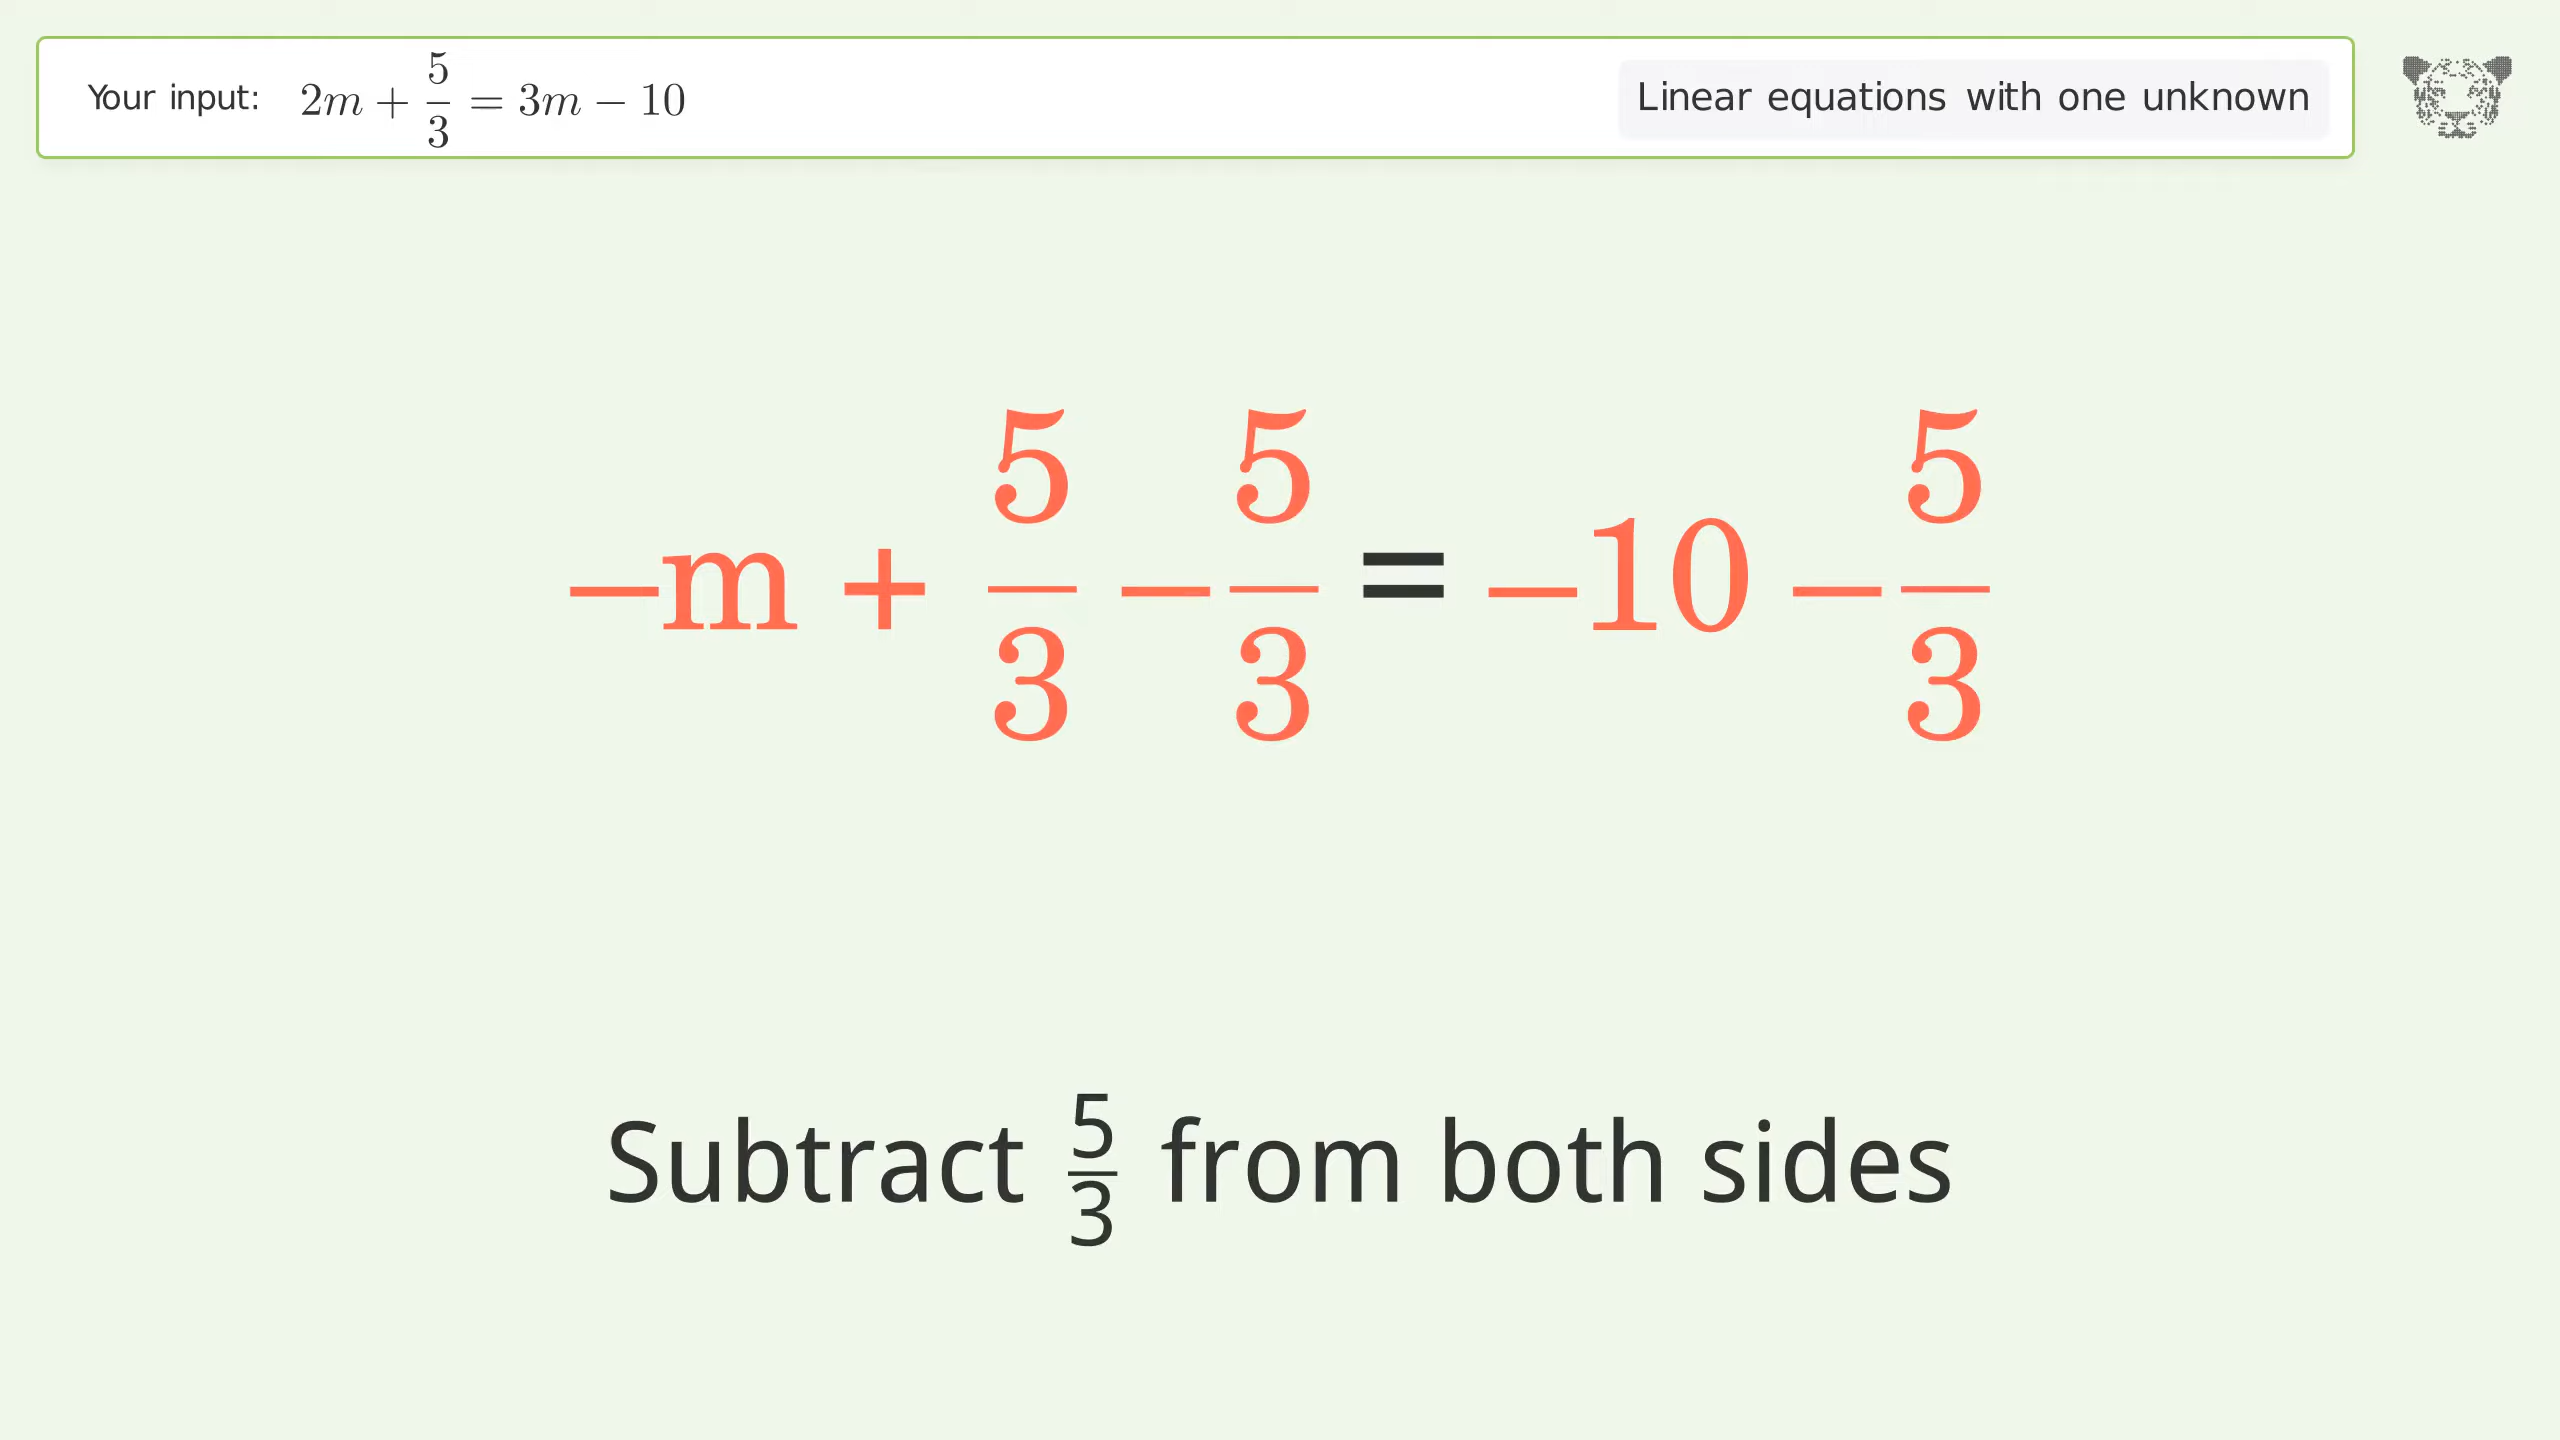 Your input: 2m + 5/3 = 3m − 10
Linear equations with one unknown
−m + 5/3 − 5/3 = −10 − 5/3
Subtract 5/3 from both sides